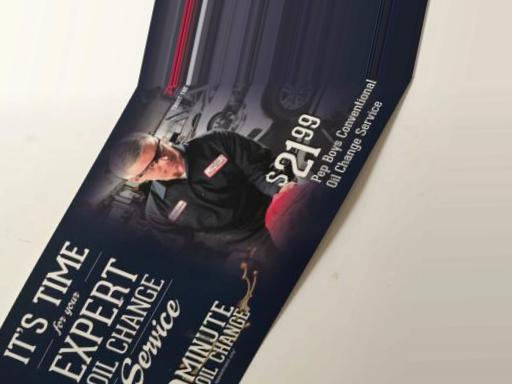 IT'S TIME
for your
EXPERT
OIL CHANGE
Service
MINUTE
OIL CHANGE
$21.99
Pep Boys Conventional
Oil Change Service